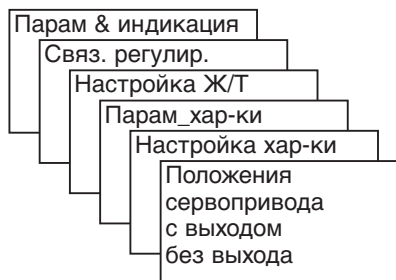 Парам & индикация
Связ. регулир.
Настройка Ж/Т
Парам_хар-ки
Настройка хар-ки
Положения
сервопривода
с выходом
без выхода